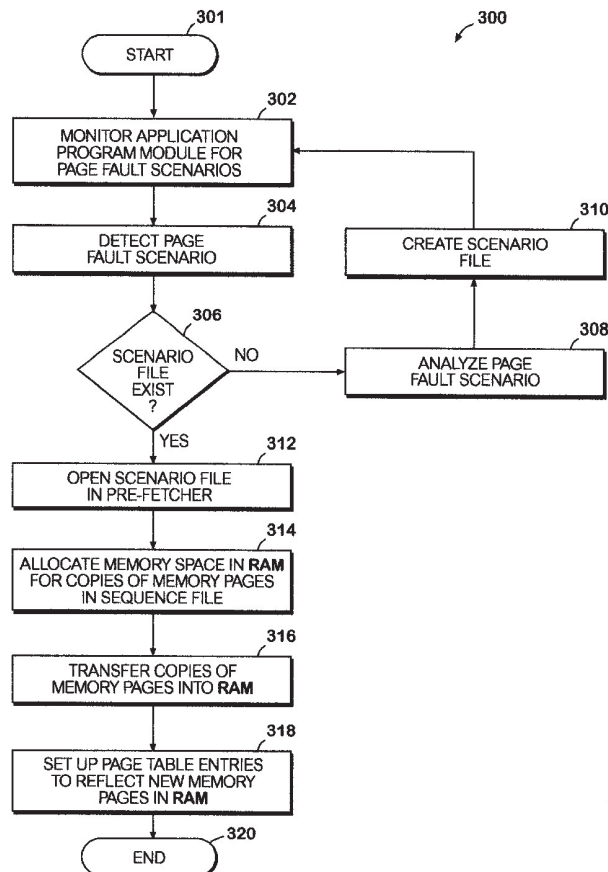 301
300
START
302
MONITOR APPLICATION
PROGRAM MODULE FOR
PAGE FAULT SCENARIOS
304
DETECT PAGE
FAULT SCENARIO
310
CREATE SCENARIO
FILE
306
SCENARIO
FILE
EXIST
?
NO
308
ANALYZE PAGE
FAULT SCENARIO
YES
312
OPEN SCENARIO FILE
IN PRE-FETCHER
314
ALLOCATE MEMORY SPACE IN RAM
FOR COPIES OF MEMORY PAGES
IN SEQUENCE FILE
316
TRANSFER COPIES OF
MEMORY PAGES INTO RAM
318
SET UP PAGE TABLE ENTRIES
TO REFLECT NEW MEMORY
PAGES IN RAM
320
END